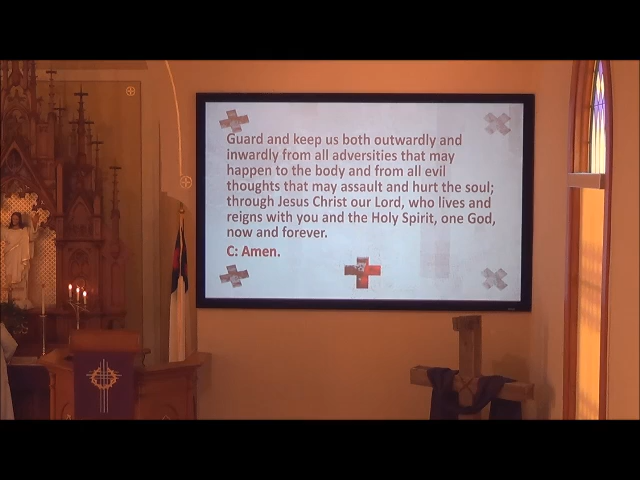 Guard and keep us both outwardly and
inwardly from all adversities that may
happen to the body and from all evil
thoughts that may assault and hurt the soul;
through Jesus Christ our Lord, who lives and
reigns with you and the Holy Spirit, one God,
now and forever.
C: Amen.